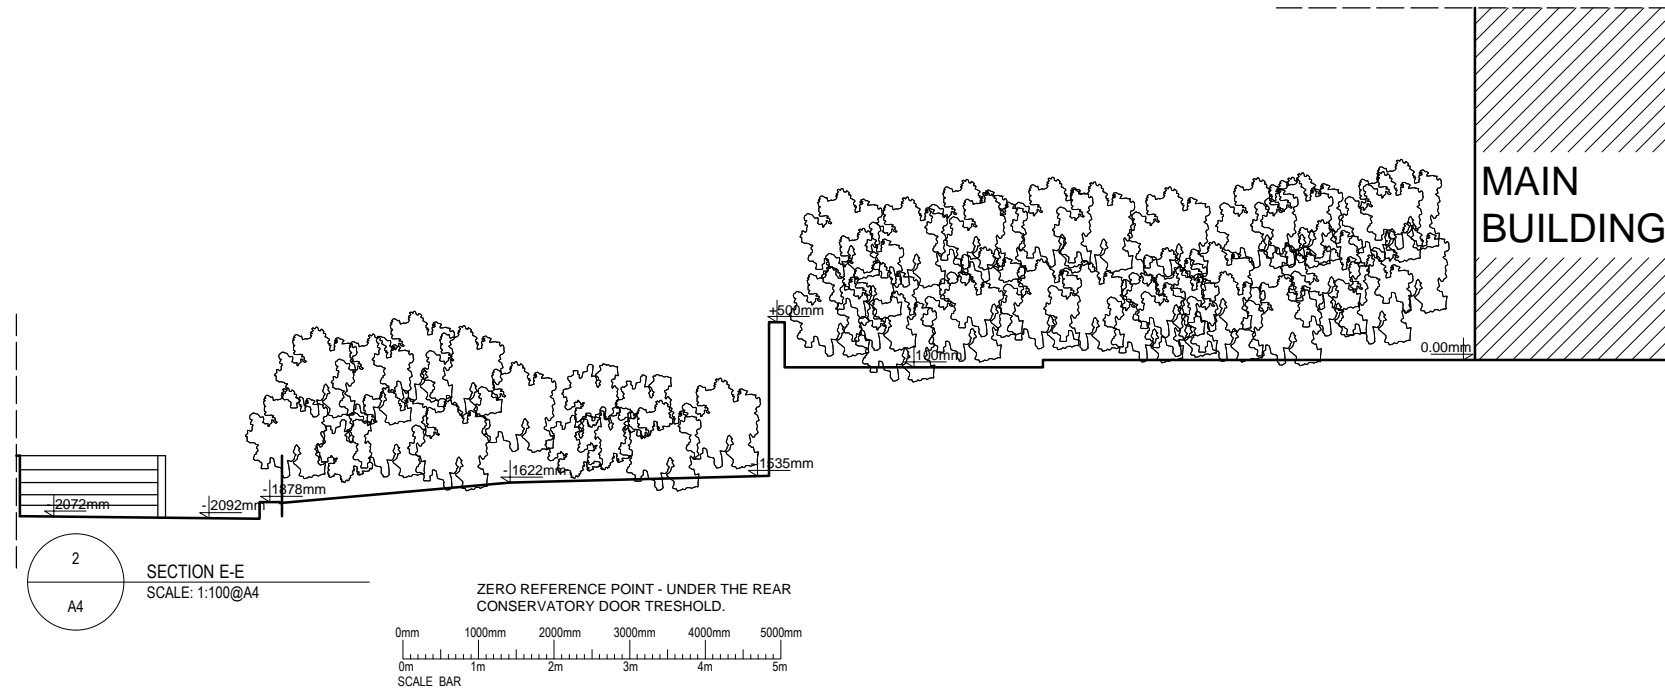 MAIN
BUILDING
+500mm
- 100mm
0.00mm
- 1622mm
- 1535mm
- 1878mm
- 2072mm
- 2092mm
2
A4
SECTION E-E
SCALE: 1:100@A4
ZERO REFERENCE POINT - UNDER THE REAR
CONSERVATORY DOOR TRESHOLD.
0mm 1000mm 2000mm 3000mm 4000mm 5000mm
0m 1m 2m 3m 4m 5m
SCALE BAR